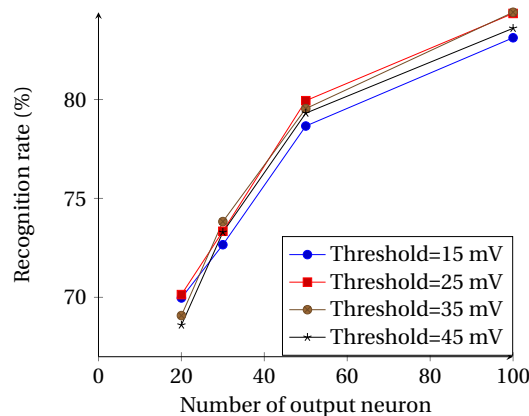 80
75
70
0
20
40
60
80
100
Recognition rate (%)
Number of output neuron
Threshold=15 mV
Threshold=25 mV
Threshold=35 mV
Threshold=45 mV